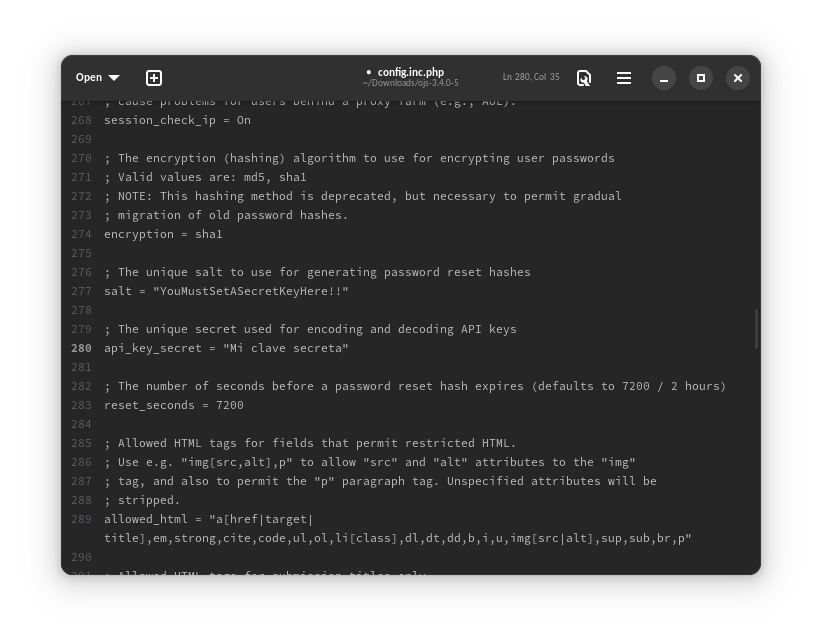 Open
• config.inc.php
~/Downloads/ojs-3.4.0-5
Ln 280, Col 35
267 ; cause problems for users behind a proxy farm (e.g., AOL).
268 session_check_ip = On
269
270 ; The encryption (hashing) algorithm to use for encrypting user passwords
271 ; Valid values are: md5, sha1
272 ; NOTE: This hashing method is deprecated, but necessary to permit gradual
273 ; migration of old password hashes.
274 encryption = sha1
275
276 ; The unique salt to use for generating password reset hashes
277 salt = "YouMustSetASecretKeyHere!!"
278
279 ; The unique secret used for encoding and decoding API keys
280 api_key_secret = "Mi clave secreta"
281
282 ; The number of seconds before a password reset hash expires (defaults to 7200 / 2 hours)
283 reset_seconds = 7200
284
285 ; Allowed HTML tags for fields that permit restricted HTML.
286 ; Use e.g. "img[src,alt],p" to allow "src" and "alt" attributes to the "img"
287 ; tag, and also to permit the "p" paragraph tag. Unspecified attributes will be
288 ; stripped.
289 allowed_html = "a[href|target|
title],em,strong,cite,code,ul,ol,li[class],dl,dt,dd,b,i,u,img[src|alt],sup,sub,br,p"
290
291 ; Allowed HTML tags for submission titles only